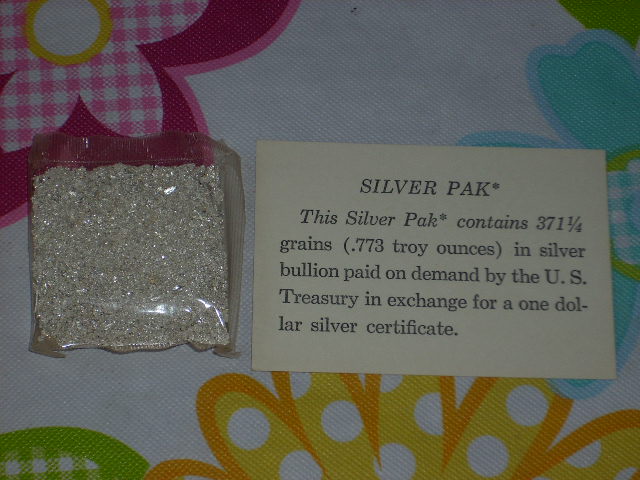 SILVER PAK*
This Silver Pak* contains 371¼
grains (.773 troy ounces) in silver
bullion paid on demand by the U. S.
Treasury in exchange for a one dol-
lar silver certificate.